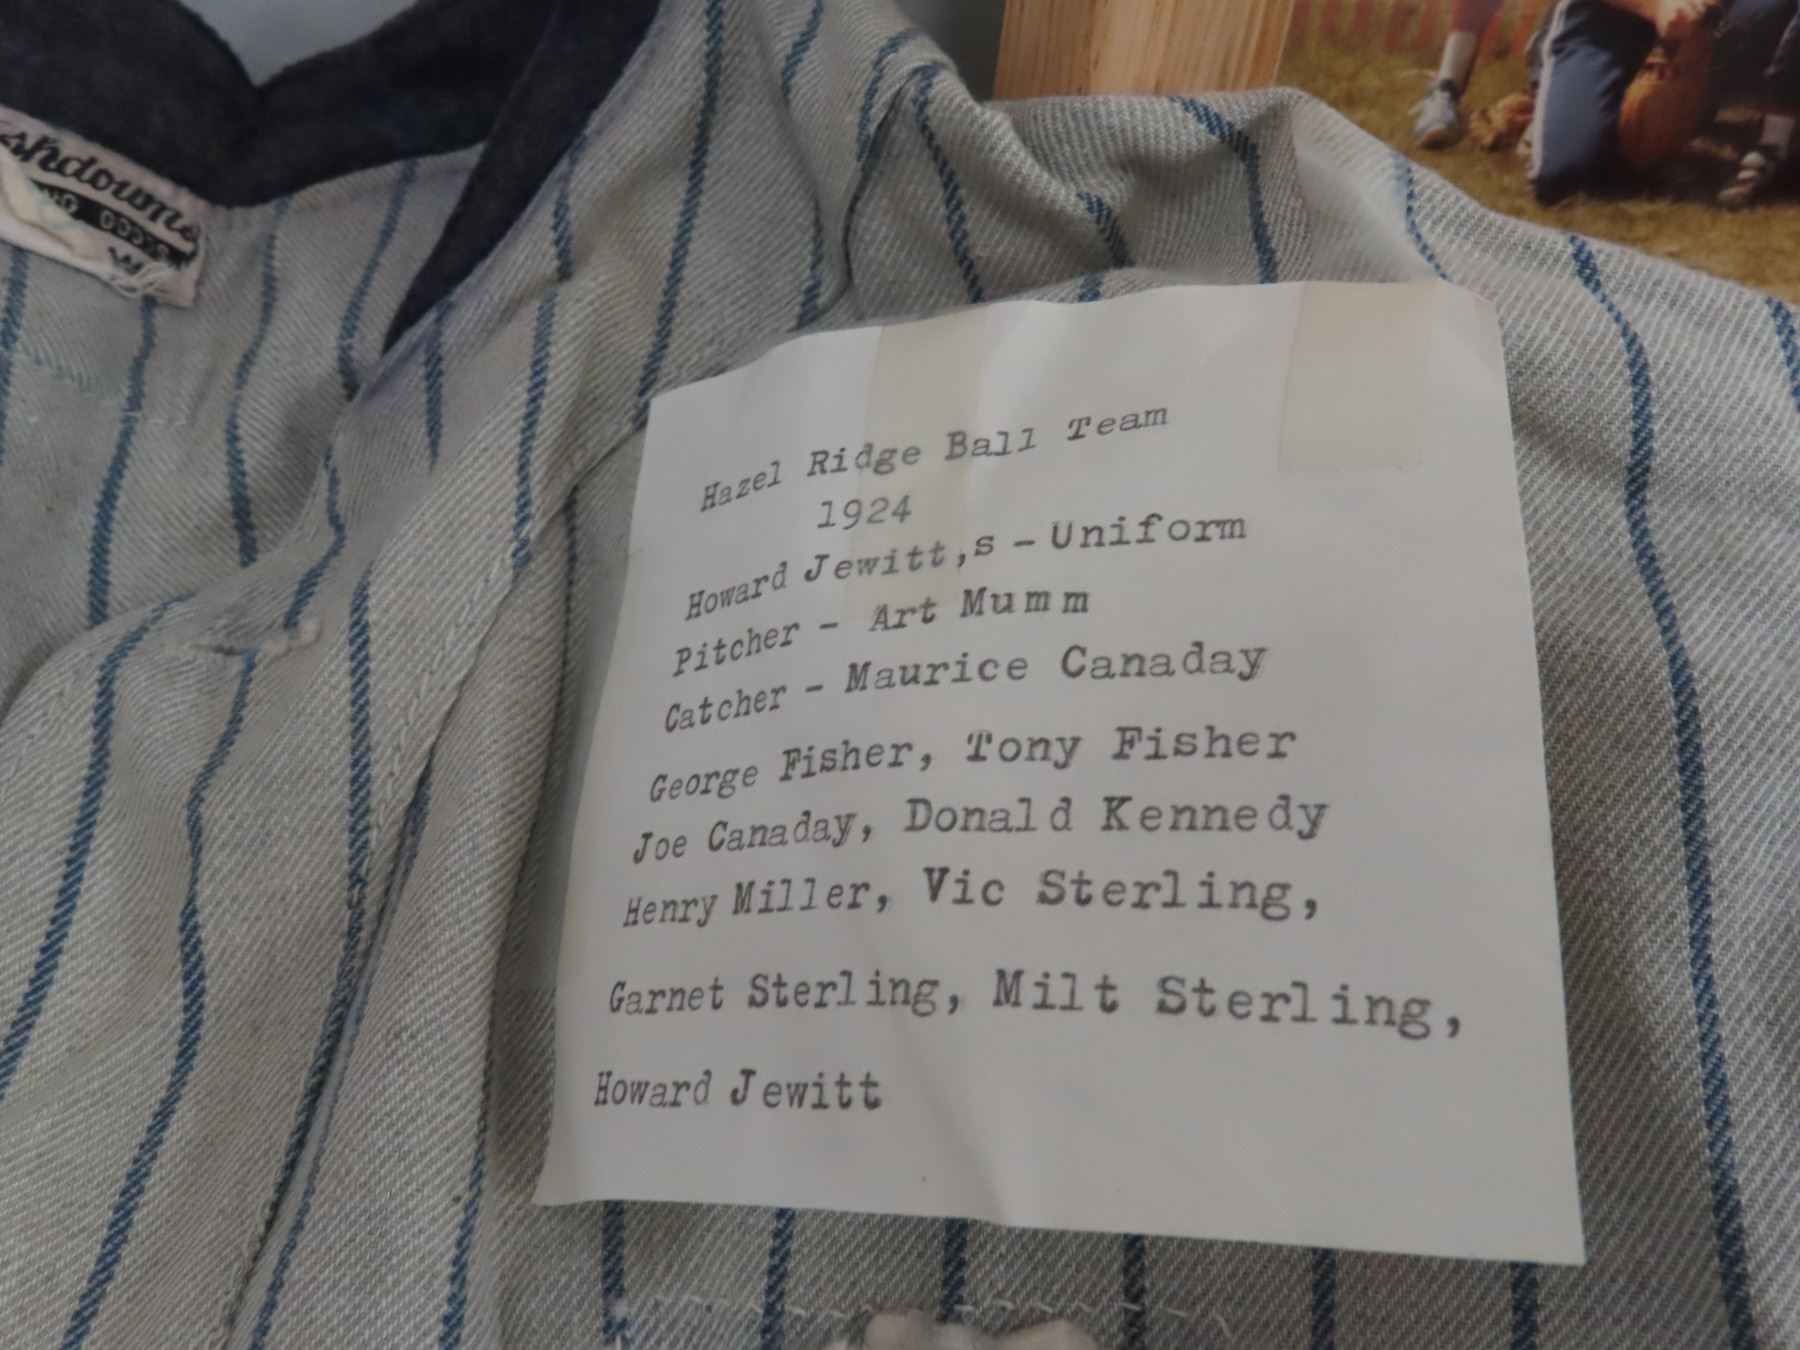 Hazel Ridge Ball Team
1924
Howard Jewitt,s - Uniform
Pitcher - Art Mumm
Catcher - Maurice Canaday
George Fisher, Tony Fisher
Joe Canaday, Donald Kennedy
Henry Miller, Vic Sterling,
Garnet Sterling, Milt Sterling,
Howard Jewitt